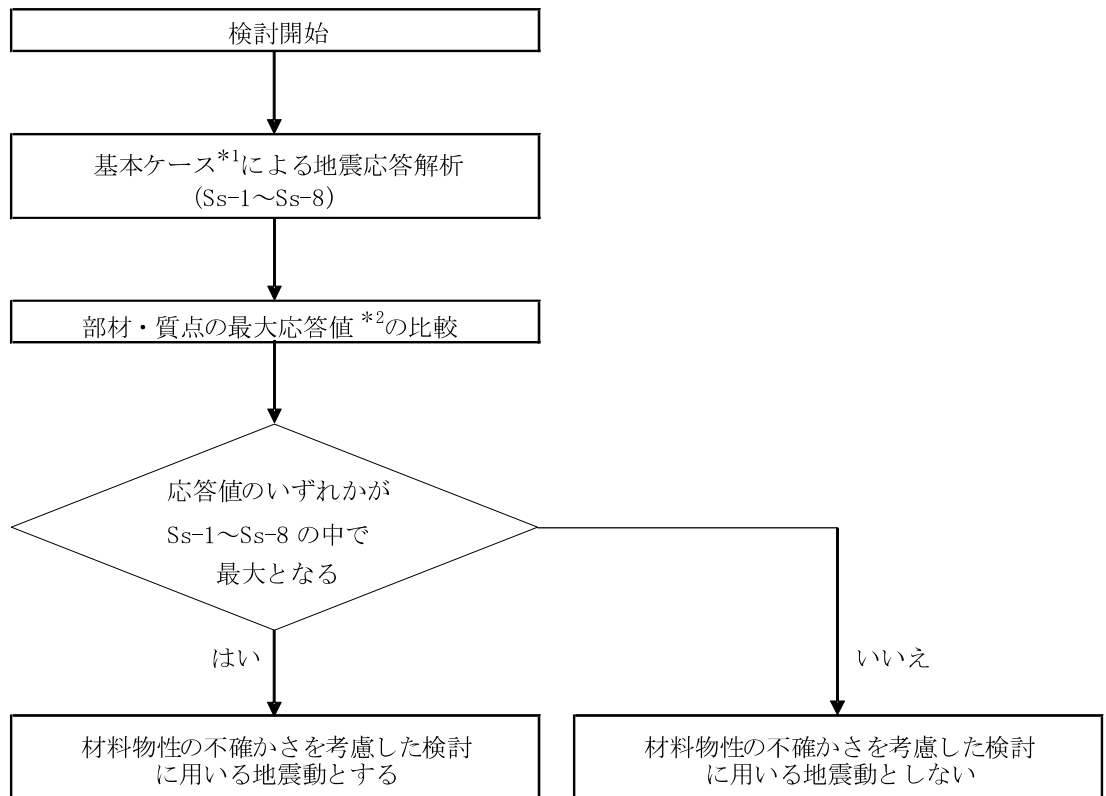 検討開始
基本ケース*1による地震応答解析
(Ss-1～Ss-8)
部材・質点の最大応答値*2の比較
応答値のいずれかが
Ss-1～Ss-8 の中で
最大となる
はい
いいえ
材料物性の不確かさを考慮した検討
に用いる地震動とする
材料物性の不確かさを考慮した検討
に用いる地震動としない